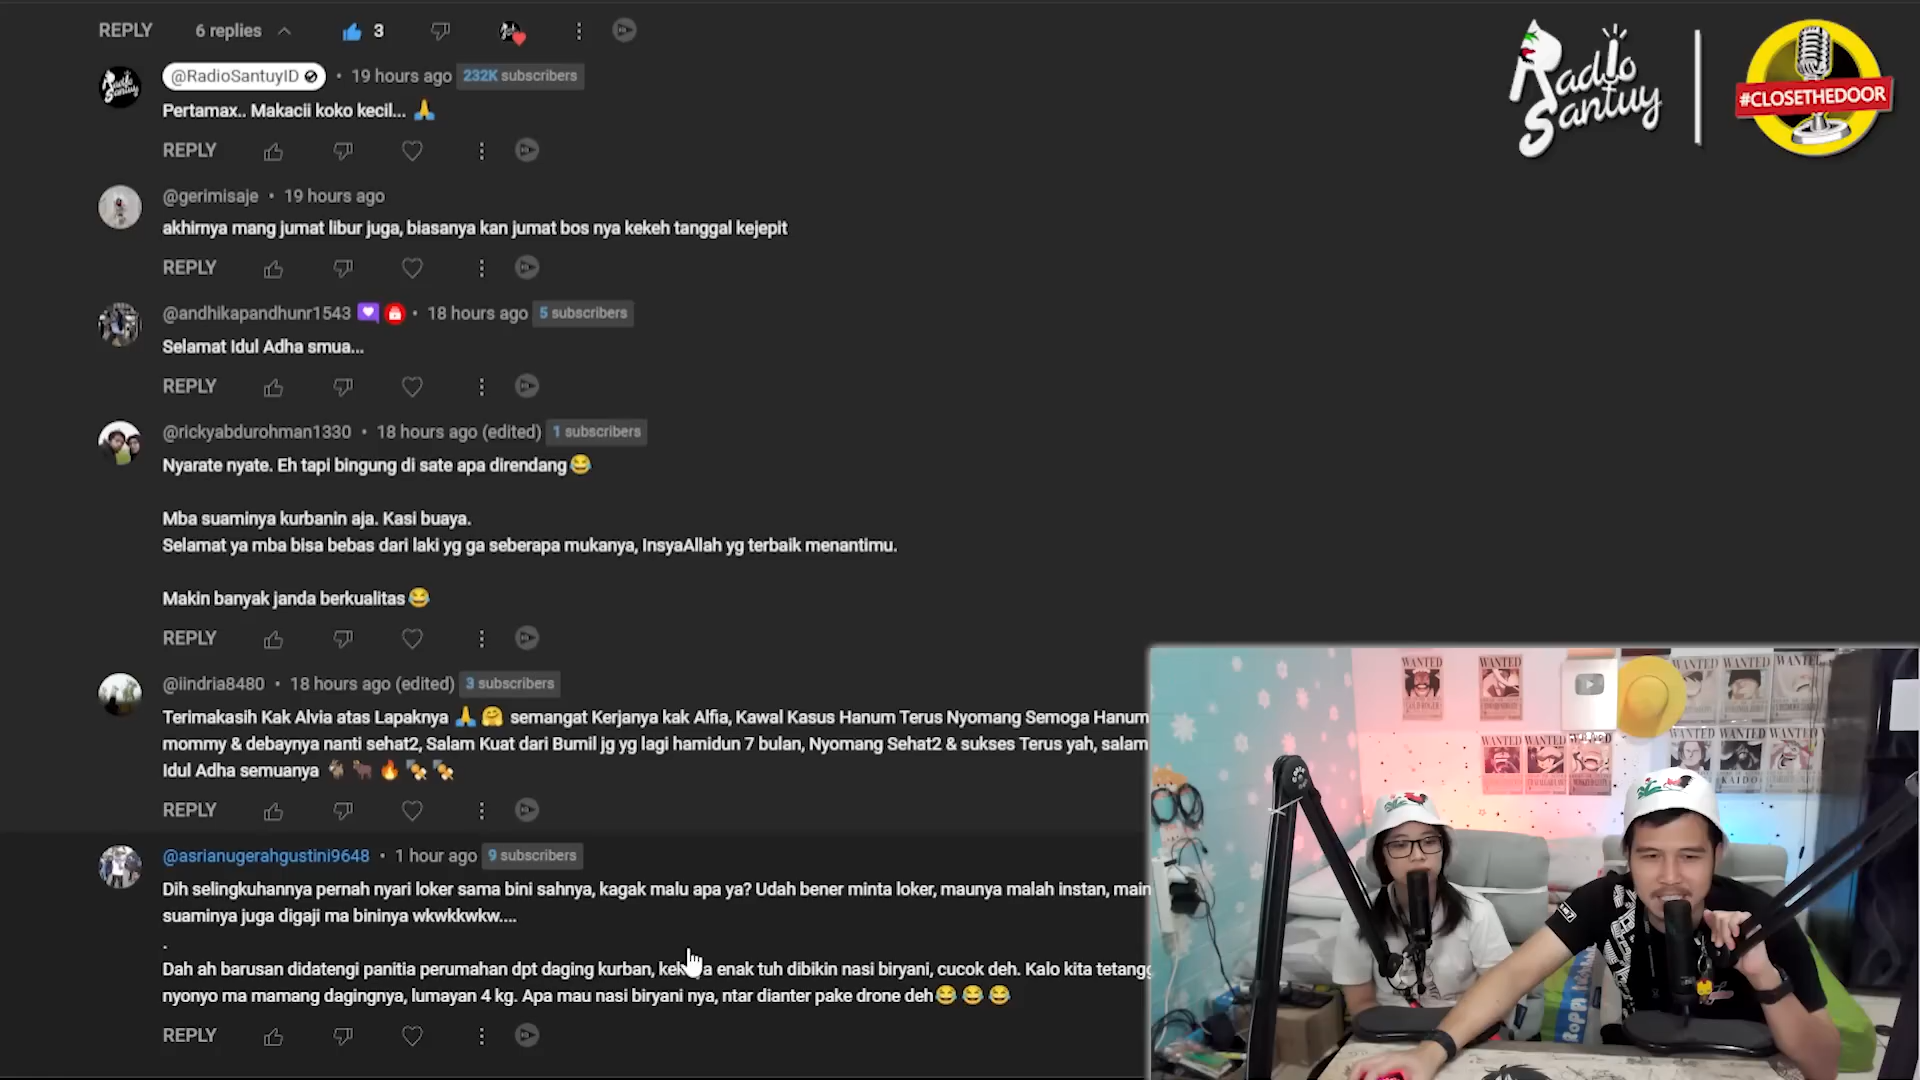 REPLY 6 replies 3
@RadioSantuyID • 19 hours ago 232K subscribers
Pertamax.. Makacii koko kecil... 🙏
REPLY
@gerimisaje • 19 hours ago
akhirnya mang jumat libur juga, biasanya kan jumat bos nya kekeh tanggal kejepit
REPLY
@andhikapandhunr1543 • 18 hours ago 5 subscribers
Selamat Idul Adha smua...
REPLY
@rickyabdurohman1330 • 18 hours ago (edited) 1 subscribers
Nyarate nyate. Eh tapi bingung di sate apa direndang😂
Mba suaminya kurbanin aja. Kasi buaya.
Selamat ya mba bisa bebas dari laki yg ga seberapa mukanya, InsyaAllah yg terbaik menantimu.
Makin banyak janda berkualitas😂
REPLY
@iindria8480 • 18 hours ago (edited) 3 subscribers
Terimakasih Kak Alvia atas Lapaknya 🙏🤗 semangat Kerjanya kak Alfia, Kawal Kasus Hanum Terus Nyomang Semoga Hanum
mommy & debaynya nanti sehat2, Salam Kuat dari Bumil jg yg lagi hamidun 7 bulan, Nyomang Sehat2 & sukses Terus yah, salam
Idul Adha semuanya 🐐🐂🔥🍖🍖
REPLY
@asrianugerahgustini9648 • 1 hour ago 9 subscribers
Dih selingkuhannya pernah nyari loker sama bini sahnya, kagak malu apa ya? Udah bener minta loker, maunya malah instan, main
suaminya juga digaji ma bininya wkwkkwkw....
.
Dah ah barusan didatengi panitia perumahan dpt daging kurban, enak tuh dibikin nasi biryani, cucok deh. Kalo kita tetangg
nyonyo ma mamang dagingnya, lumayan 4 kg. Apa mau nasi biryani nya, ntar dianter pake drone deh😂😂😂
REPLY
Radio Santuy
#CLOSETHEDOOR
WANTED WANTED WANTED WANTED WANTED
WANTED WANTED WANTED
KAIDO